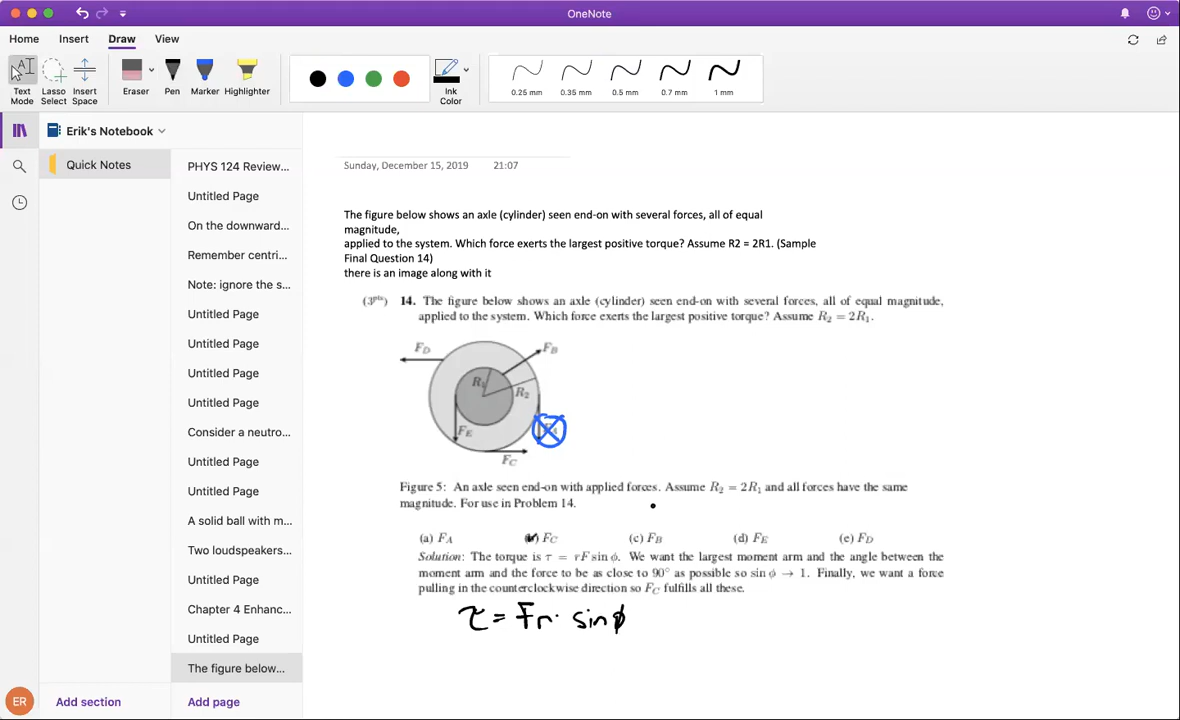 OneNote
Home Insert Draw View
Text Mode
Lasso Select
Insert Space
Eraser
Pen
Marker
Highlighter
Ink Color
0.25 mm
0.35 mm
0.5 mm
0.7 mm
1 mm
Erik's Notebook
Quick Notes
PHYS 124 Review...
Untitled Page
On the downward...
Remember centri...
Note: ignore the s...
Untitled Page
Untitled Page
Untitled Page
Untitled Page
Consider a neutro...
Untitled Page
Untitled Page
A solid ball with m...
Two loudspeakers...
Untitled Page
Chapter 4 Enhanc...
Untitled Page
The figure below...
ER
Add section
Add page
Sunday, December 15, 2019 21:07
The figure below shows an axle (cylinder) seen end-on with several forces, all of equal
magnitude,
applied to the system. Which force exerts the largest positive torque? Assume R2 = 2R1. (Sample
Final Question 14)
there is an image along with it
(3pts) 14. The figure below shows an axle (cylinder) seen end-on with several forces, all of equal magnitude,
applied to the system. Which force exerts the largest positive torque? Assume R₂ = 2R₁.
F_D
F_B
R₁
R₂
F_E
F_C
Figure 5: An axle seen end-on with applied forces. Assume R₂ = 2R₁ and all forces have the same
magnitude. For use in Problem 14.
(a) F_A F_C (c) F_B (d) F_E (e) F_D
Solution: The torque is τ = rF sin ϕ. We want the largest moment arm and the angle between the
moment arm and the force to be as close to 90° as possible so sin ϕ → 1. Finally, we want a force
pulling in the counterclockwise direction so F_C fulfills all these.
τ = Fr · sin ϕ